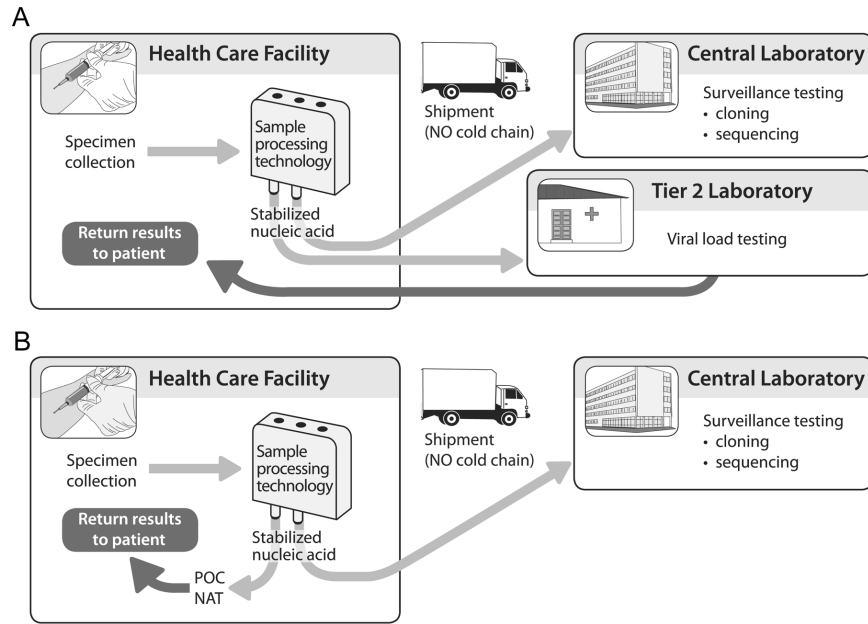 A
Health Care Facility
Specimen
collection
Sample
processing
technology
Stabilized
nucleic acid
Return results
to patient
Shipment
(NO cold chain)
Central Laboratory
Surveillance testing
• cloning
• sequencing
Tier 2 Laboratory
Viral load testing
B
Health Care Facility
Specimen
collection
Sample
processing
technology
Stabilized
nucleic acid
Return results
to patient
POC
NAT
Shipment
(NO cold chain)
Central Laboratory
Surveillance testing
• cloning
• sequencing